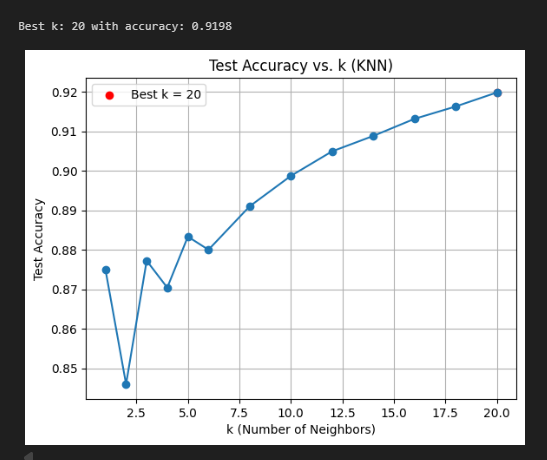 Best k: 20 with accuracy: 0.9198
Test Accuracy vs. k (KNN)
Best k = 20
0.92
0.91
0.90
0.89
0.88
0.87
0.86
0.85
Test Accuracy
2.5 5.0 7.5 10.0 12.5 15.0 17.5 20.0
k (Number of Neighbors)